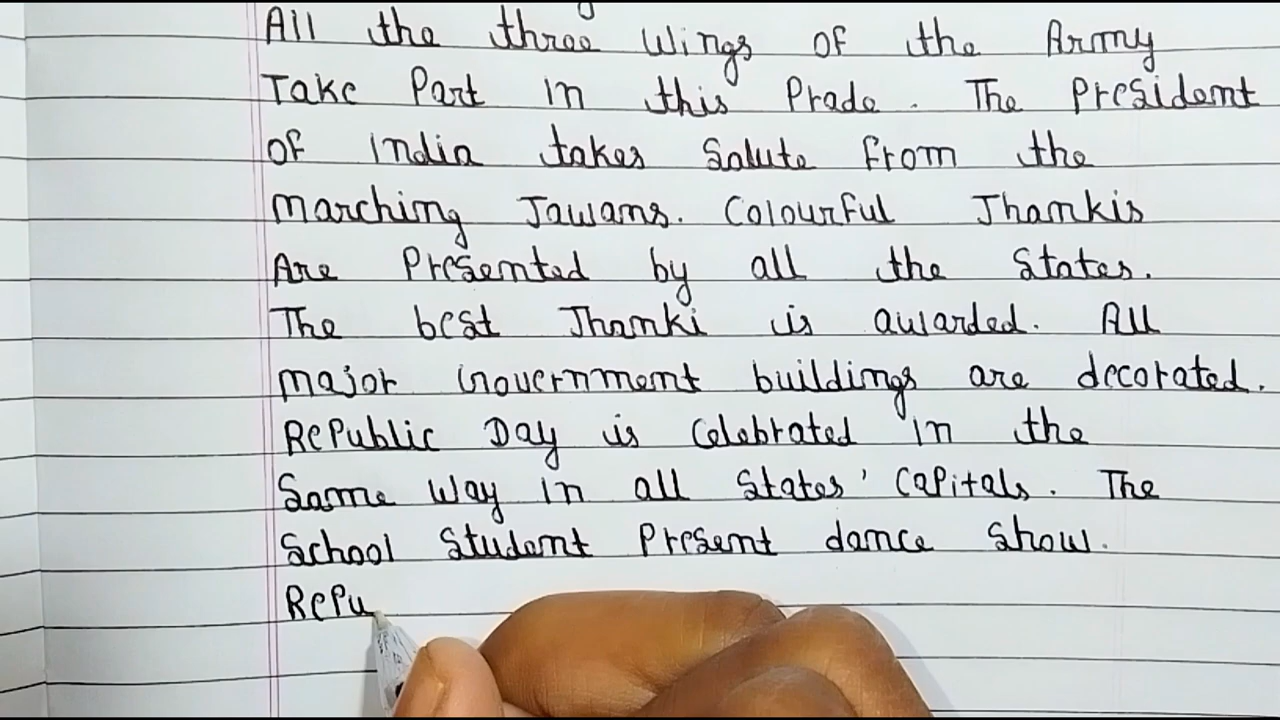 All the three Wings OF the Army
Take Part in this Prade. The President
OF India takes Salute From the
marching Jawans. Colourful Jhankis
Are Presented by all the States.
The best Jhanki is awarded. All
major Government buildings are decorated.
Republic Day is Celebrated in the
Same Way in all States' Capitals. The
School Student Present dance show.
Repu